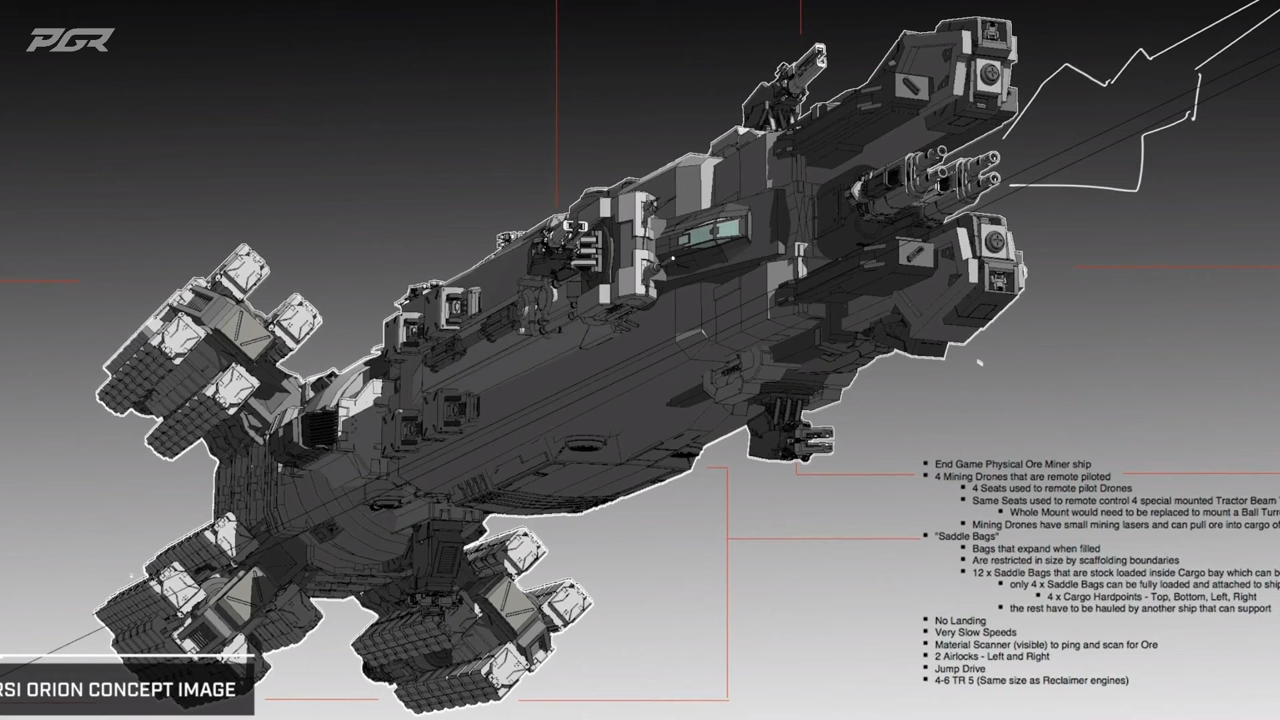 PGR
End Game Physical Ore Miner ship
4 Mining Drones that are remote piloted
4 Seats used to remote pilot Drones
Same Seats used to remote control 4 special mounted Tractor Beam
Whole Mount would need to be replaced to mount a Ball
Mining Drones have small mining lasers and can pull ore into cargo
"Saddle Bags"
Bags that expand when filled
Are restricted in size by scaffolding boundaries
12 x Saddle Bags that are stock loaded inside Cargo bay which can
only 4 x Saddle Bags can be fully loaded and attached to
4 x Cargo Hardpoints - Top, Bottom, Left, Right
the rest have to be hauled by another ship that can support
No Landing
Very Slow Speeds
Material Scanner (visible) to ping and scan for Ore
2 Airlocks - Left and Right
Jump Drive
4-6 TR 5 (Same size as Reclaimer engines)
RSI ORION CONCEPT IMAGE